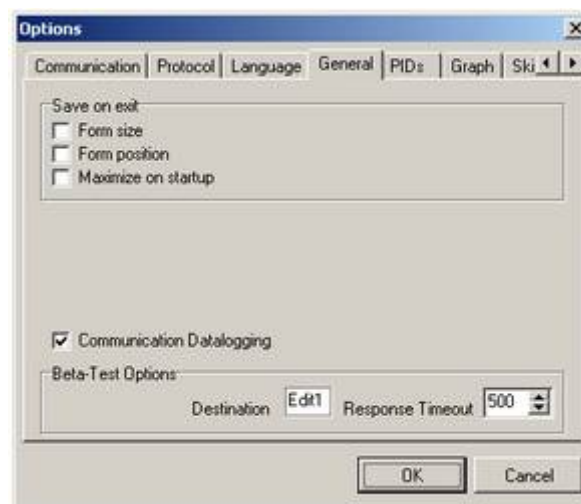 Options
Communication Protocol Language General PIDs Graph Ski
Save on exit
Form size
Form position
Maximize on startup
Communication Datalogging
Beta-Test Options
Destination Edit1 Response Timeout 500
OK Cancel